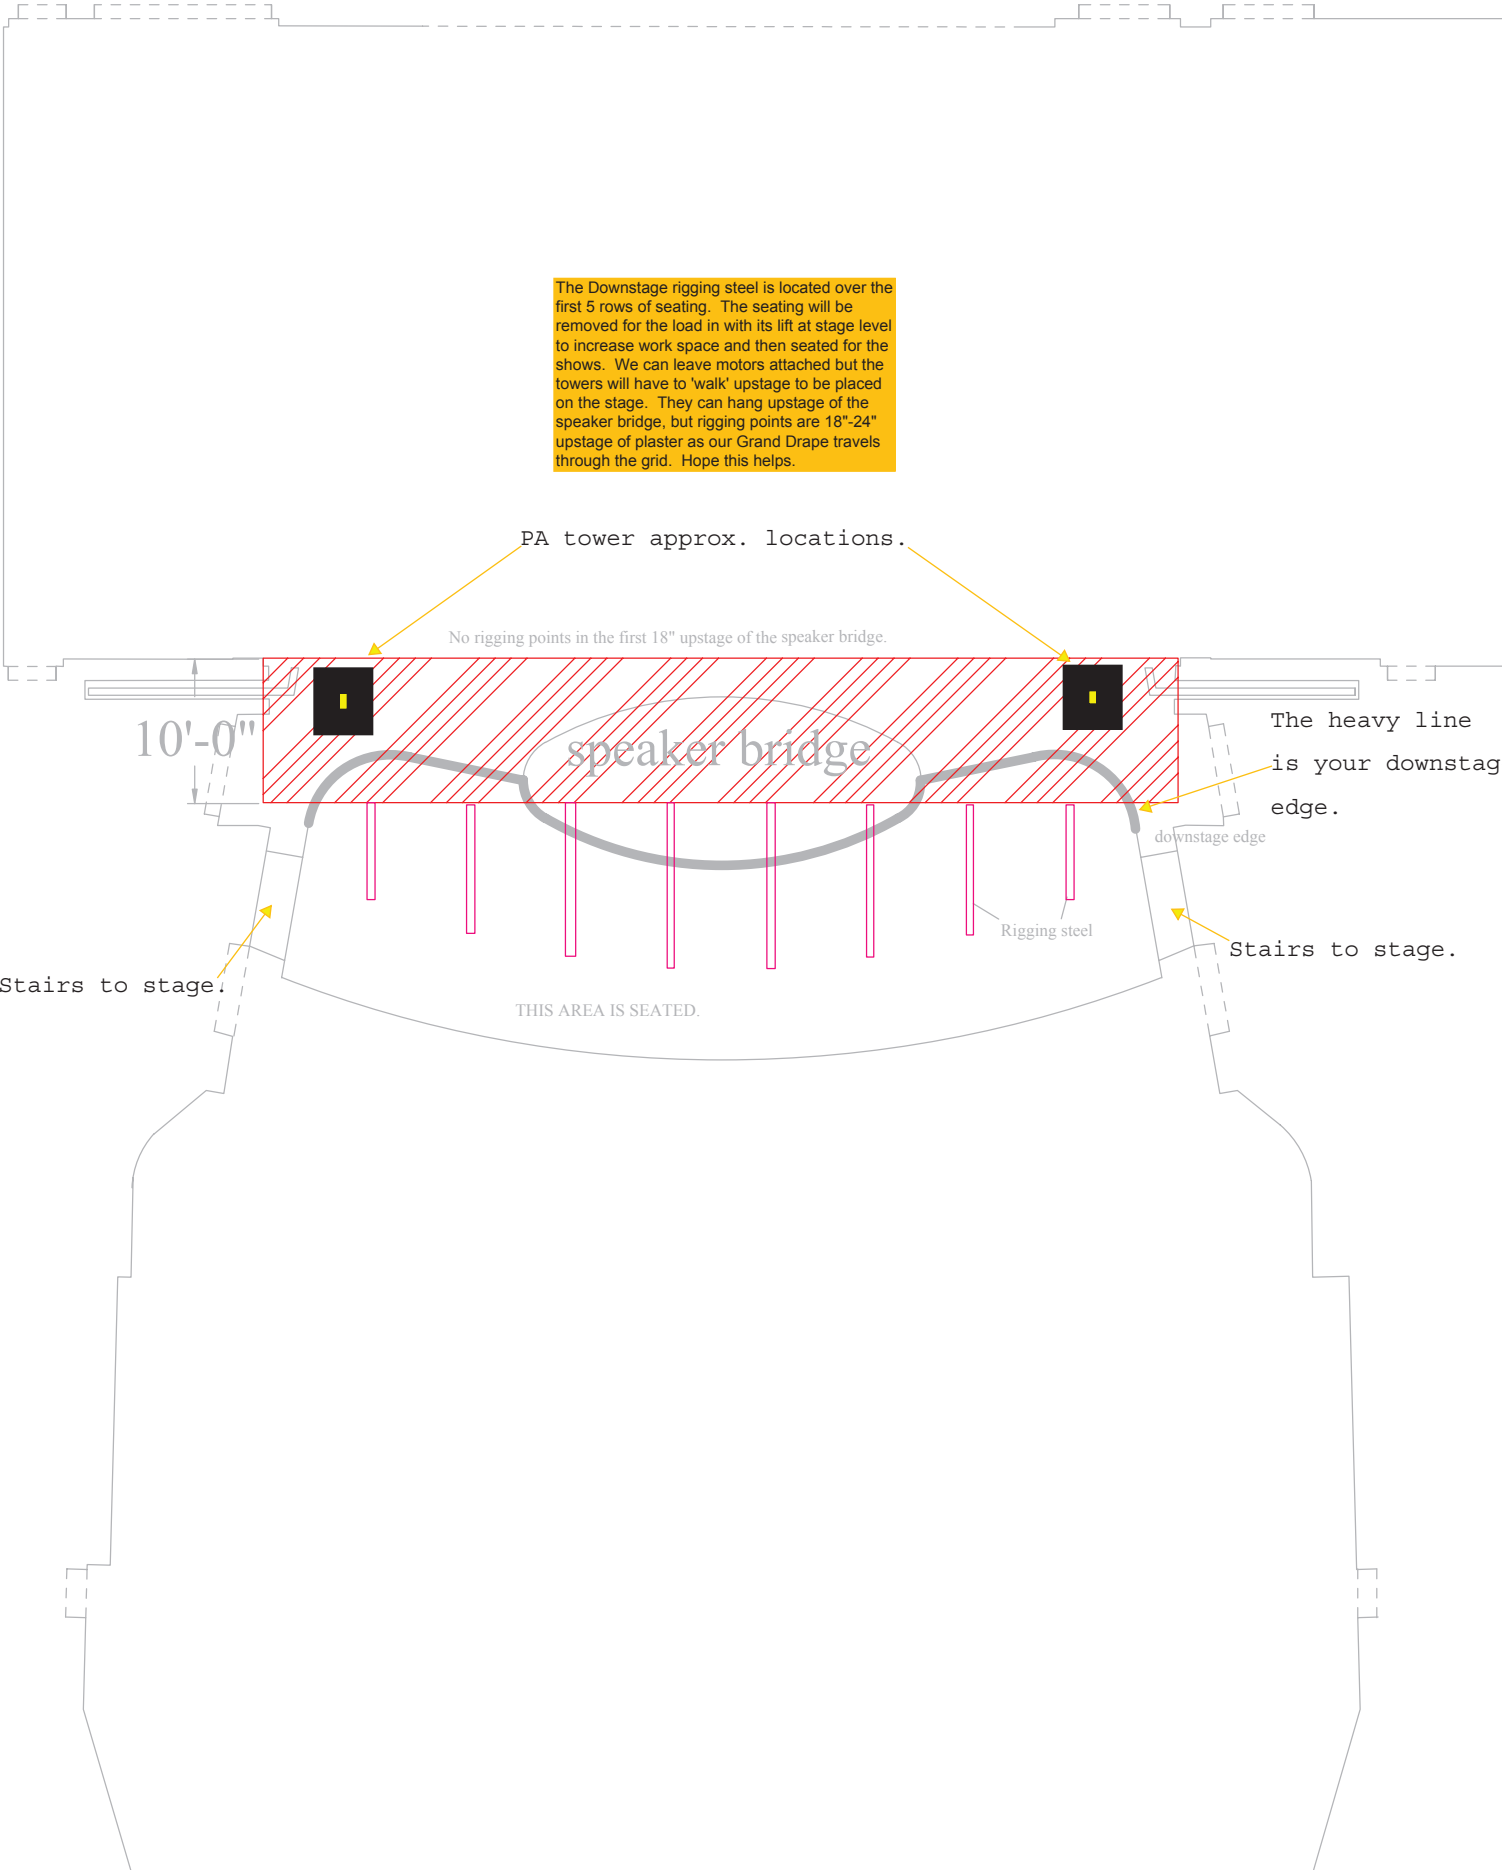 The Downstage rigging steel is located over the
first 5 rows of seating.  The seating will be
removed for the load in with its lift at stage level
to increase work space and then seated for the
shows.  We can leave motors attached but the
towers will have to 'walk' upstage to be placed
on the stage.  They can hang upstage of the
speaker bridge, but rigging points are 18"-24"
upstage of plaster as our Grand Drape travels
through the grid.  Hope this helps.
PA tower approx. locations.
No rigging points in the first 18" upstage of the speaker bridge.
10'-0"
speaker bridge
The heavy line
is your downstag
edge.
downstage edge
Rigging steel
Stairs to stage.
Stairs to stage.
THIS AREA IS SEATED.